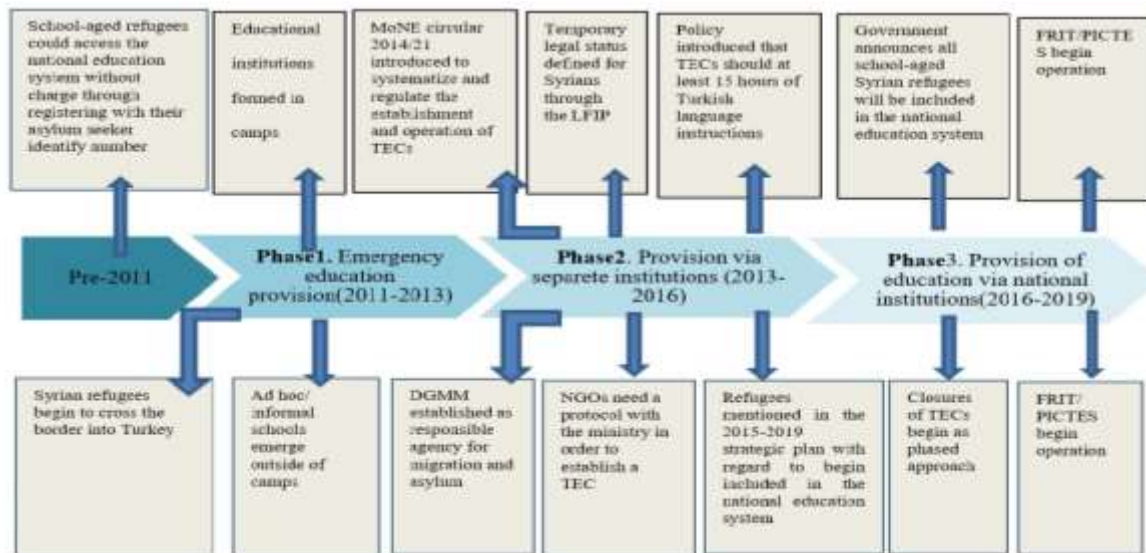 School-aged refugees
could access the
national education
system without
charge through
registering with their
asylum seeker
identify number
Educational
institutions
formed in
camps
MoNE circular
2014/21
introduced to
systematize and
regulate the
establishment
and operation of
TECs
Temporary
legal status
defined for
Syrians
through
the LFIP
Policy
introduced that
TECs should at
least 15 hours of
Turkish
language
instructions
Government
announces all
school-aged
Syrian refugees
will be included
in the national
education system
FRIT/PICTE
S begin
operation
Pre-2011
Phase1. Emergency
education
provision(2011-2013)
Phase2. Provision via
separete institutions (2013-
2016)
Phase3. Provision of
education via national
institutions(2016-2019)
Syrian refugees
begin to cross the
border into Turkey
Ad hoc/
informal
schools
emerge
outside of
camps
DGMM
established as
responsible
agency for
migration and
asylum
NGOs need a
protocol with
the ministry in
order to
establish a
TEC
Refugees
mentioned in the
2015-2019
strategic plan with
regard to begin
included in the
national education
system
Closures
of TECs
begin as
phased
approach
FRIT/
PICTES
begin
operation